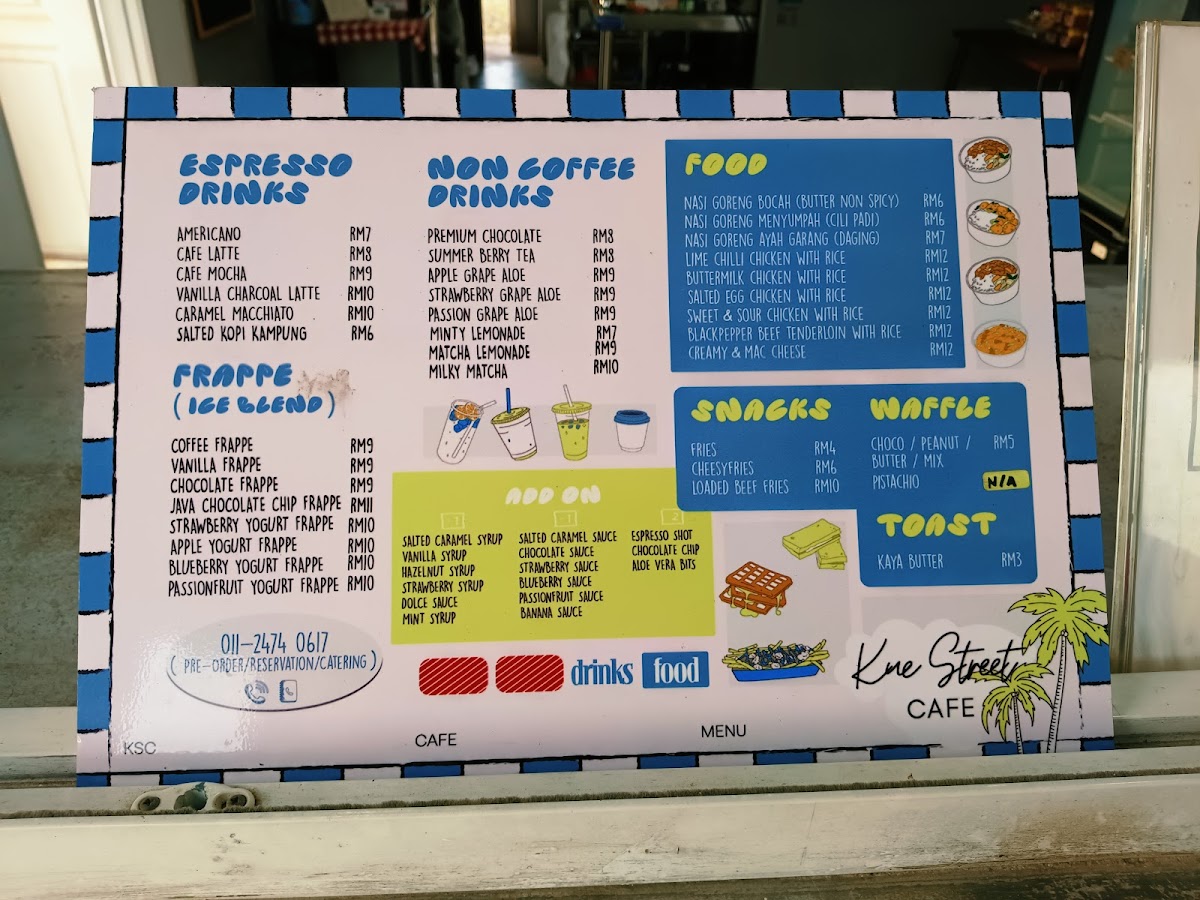 ESPRESSO
DRINKS
AMERICANO RM7
CAFE LATTE RM8
CAFE MOCHA RM9
VANILLA CHARCOAL LATTE RM10
CARAMEL MACCHIATO RM10
SALTED KOPI KAMPUNG RM6
FRAPPE
(ICE BLEND)
COFFEE FRAPPE RM9
VANILLA FRAPPE RM9
CHOCOLATE FRAPPE RM9
JAVA CHOCOLATE CHIP FRAPPE RM11
STRAWBERRY YOGURT FRAPPE RM10
APPLE YOGURT FRAPPE RM10
BLUEBERRY YOGURT FRAPPE RM10
PASSIONFRUIT YOGURT FRAPPE RM10
011-2474 0617
(PRE-ORDER/RESERVATION/CATERING)
NON COFFEE
DRINKS
PREMIUM CHOCOLATE RM8
SUMMER BERRY TEA RM8
APPLE GRAPE ALOE RM9
STRAWBERRY GRAPE ALOE RM9
PASSION GRAPE ALOE RM9
MINTY LEMONADE RM7
MATCHA LEMONADE RM9
MILKY MATCHA RM10
ADD ON
1
SALTED CARAMEL SYRUP
VANILLA SYRUP
HAZELNUT SYRUP
STRAWBERRY SYRUP
DOLCE SAUCE
MINT SYRUP
1
SALTED CARAMEL SAUCE
CHOCOLATE SAUCE
STRAWBERRY SAUCE
BLUEBERRY SAUCE
PASSIONFRUIT SAUCE
BANANA SAUCE
2
ESPRESSO SHOT
CHOCOLATE CHIP
ALOE VERA BITS
drinks food
FOOD
NASI GORENG BOCAH (BUTTER NON SPICY) RM6
NASI GORENG MENYUMPAH (CILI PADI) RM6
NASI GORENG AYAH GARANG (DAGING) RM7
LIME CHILLI CHICKEN WITH RICE RM12
BUTTERMILK CHICKEN WITH RICE RM12
SALTED EGG CHICKEN WITH RICE RM12
SWEET & SOUR CHICKEN WITH RICE RM12
BLACKPEPPER BEEF TENDERLOIN WITH RICE RM12
CREAMY & MAC CHEESE RM12
SNACKS
FRIES RM4
CHEESYFRIES RM6
LOADED BEEF FRIES RM10
WAFFLE
CHOCO / PEANUT / RM5
BUTTER / MIX
PISTACHIO N/A
TOAST
KAYA BUTTER RM3
Kne Street
CAFE
KSC CAFE MENU